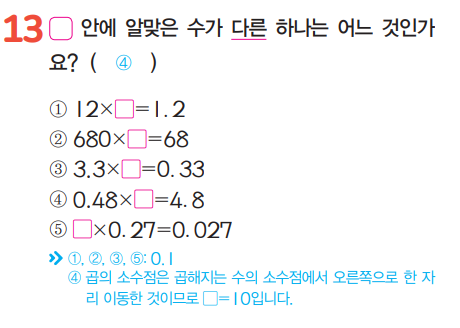 13 □ 안에 알맞은 수가 다른 하나는 어느 것인가
요? ( ④ )
① 12×□=1.2
② 680×□=68
③ 3.3×□=0.33
④ 0.48×□=4.8
⑤ □×0.27=0.027
» ①, ②, ③, ⑤: 0.1
④ 곱의 소수점은 곱해지는 수의 소수점에서 오른쪽으로 한 자
리 이동한 것이므로 □=10입니다.